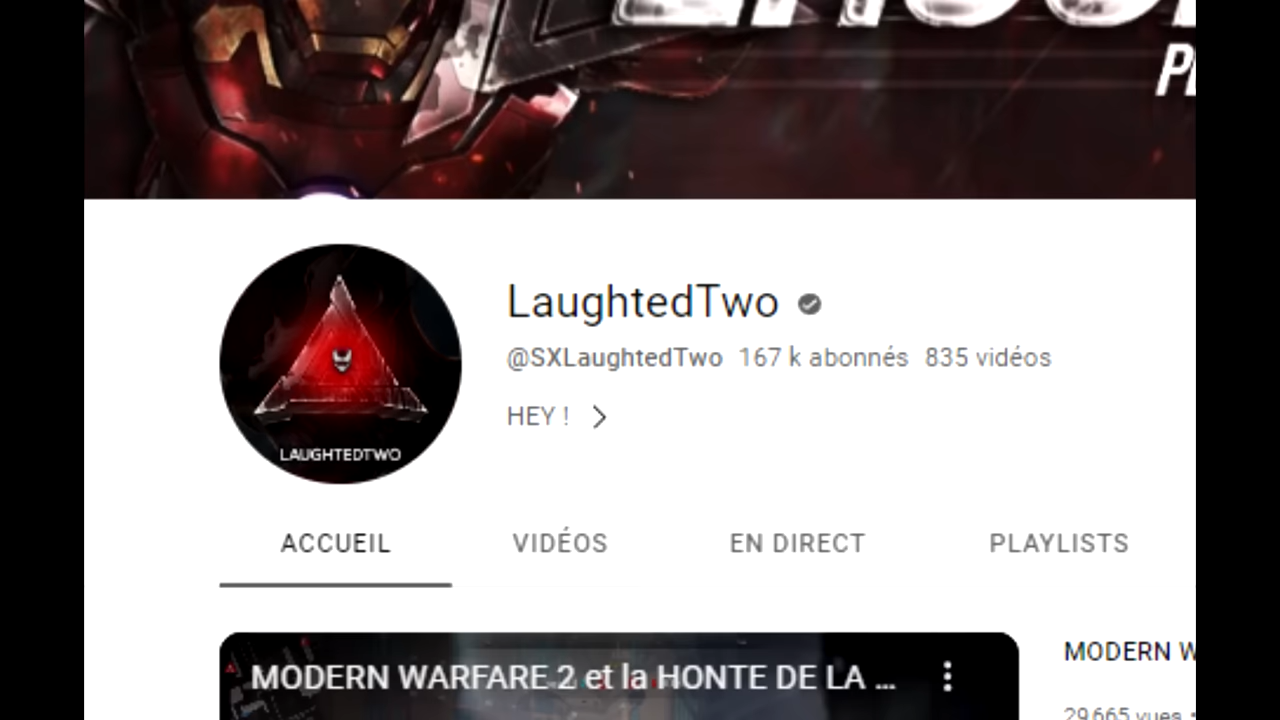 LaughtedTwo
@SXLaughtedTwo 167 k abonnés 835 vidéos
HEY !
LAUGHTEDTWO
ACCUEIL VIDÉOS EN DIRECT PLAYLISTS
MODERN WARFARE 2 et la HONTE DE LA ...
MODERN W
29 665 vues •